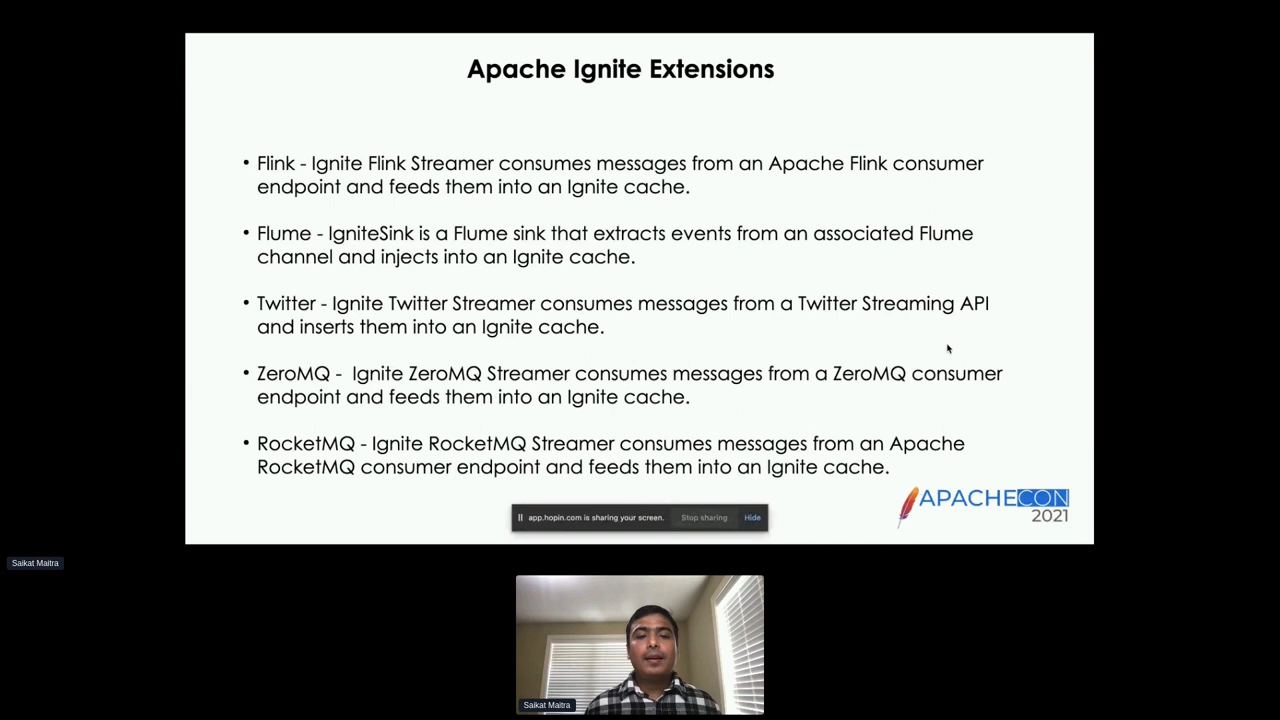 Apache Ignite Extensions
• Flink - Ignite Flink Streamer consumes messages from an Apache Flink consumer
endpoint and feeds them into an Ignite cache.
• Flume - IgniteSink is a Flume sink that extracts events from an associated Flume
channel and injects into an Ignite cache.
• Twitter - Ignite Twitter Streamer consumes messages from a Twitter Streaming API
and inserts them into an Ignite cache.
• ZeroMQ -  Ignite ZeroMQ Streamer consumes messages from a ZeroMQ consumer
endpoint and feeds them into an Ignite cache.
• RocketMQ - Ignite RocketMQ Streamer consumes messages from an Apache
RocketMQ consumer endpoint and feeds them into an Ignite cache.
APACHECON
2021
app.hopin.com is sharing your screen. Stop sharing Hide
Saikat Maitra
Saikat Maitra